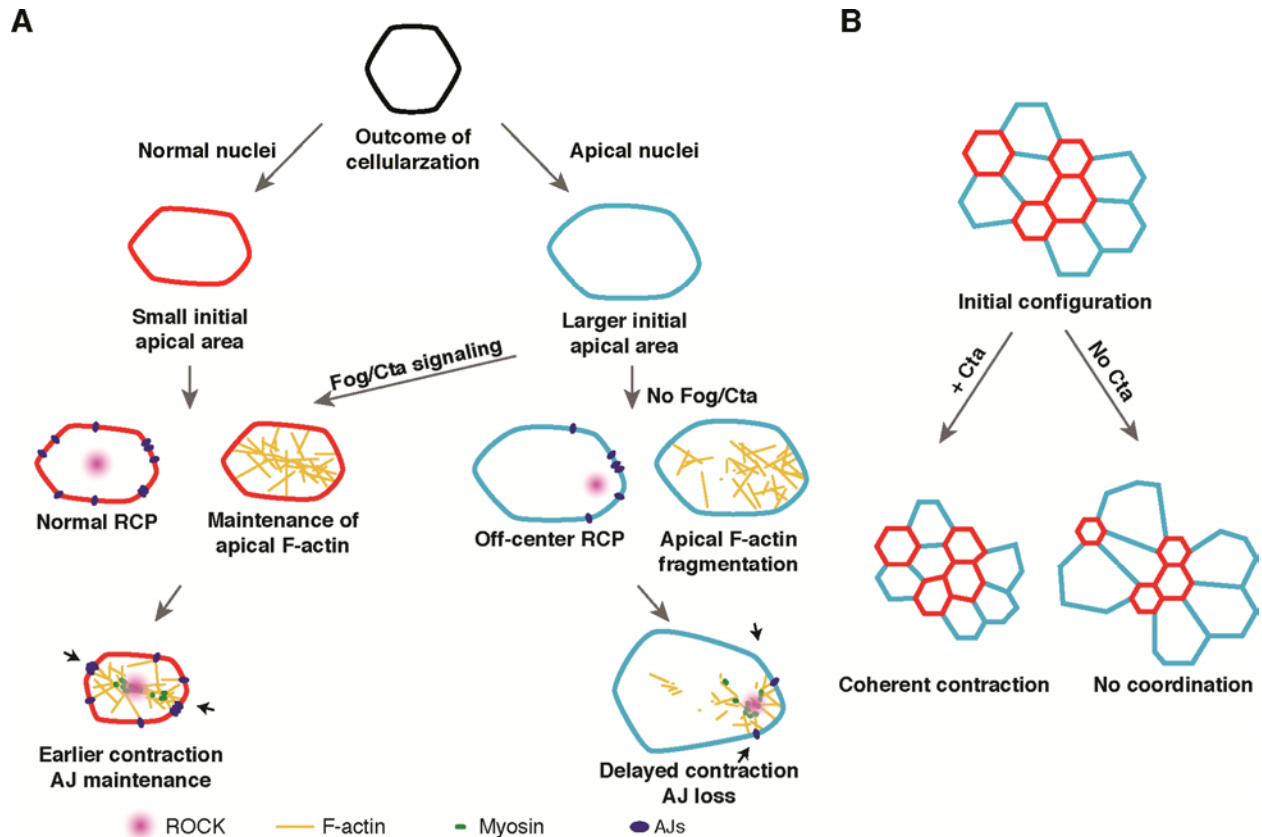 A
B
Outcome of
cellularzation
Normal nuclei
Apical nuclei
Small initial
apical area
Larger initial
apical area
Fog/Cta signaling
No Fog/Cta
Normal RCP
Maintenance of
apical F-actin
Off-center RCP
Apical F-actin
fragmentation
Earlier contraction
AJ maintenance
Delayed contraction
AJ loss
Initial configuration
+ Cta
No Cta
Coherent contraction
No coordination
ROCK
F-actin
Myosin
AJs